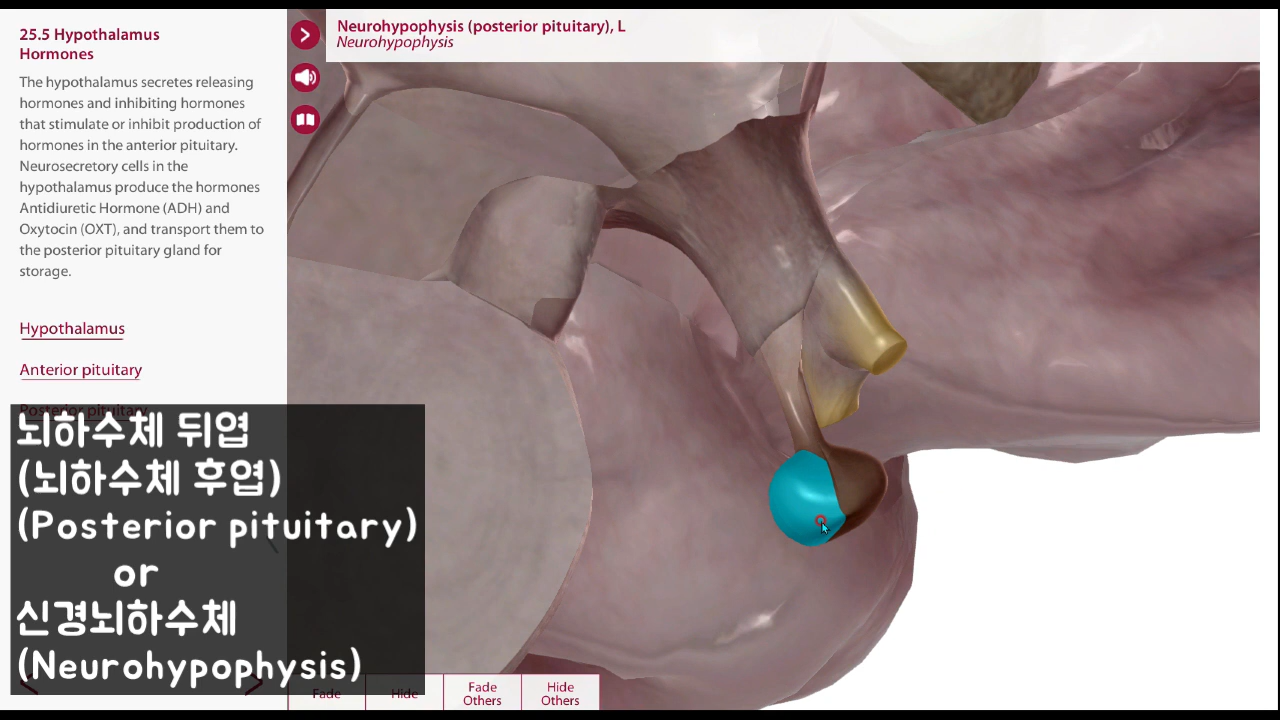 25.5 Hypothalamus
Hormones
The hypothalamus secretes releasing
hormones and inhibiting hormones
that stimulate or inhibit production of
hormones in the anterior pituitary.
Neurosecretory cells in the
hypothalamus produce the hormones
Antidiuretic Hormone (ADH) and
Oxytocin (OXT), and transport them to
the posterior pituitary gland for
storage.
Hypothalamus
Anterior pituitary
Posterior pituitary
뇌하수체 뒤엽
(뇌하수체 후엽)
(Posterior pituitary)
or
신경뇌하수체
(Neurohypophysis)
Neurohypophysis (posterior pituitary), L
Neurohypophysis
Fade
Hide
Fade
Others
Hide
Others